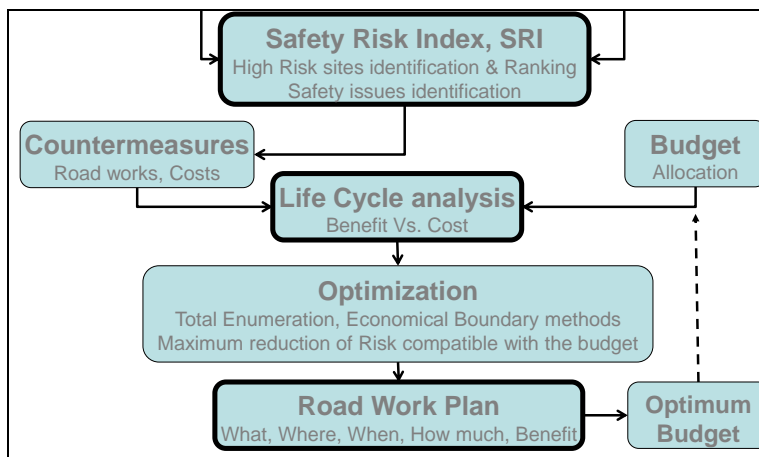 Safety Risk Index, SRI
High Risk sites identification & Ranking
Safety issues identification
Countermeasures
Road works, Costs
Budget
Allocation
Life Cycle analysis
Benefit Vs. Cost
Optimization
Total Enumeration, Economical Boundary methods
Maximum reduction of Risk compatible with the budget
Road Work Plan
What, Where, When, How much, Benefit
Optimum
Budget